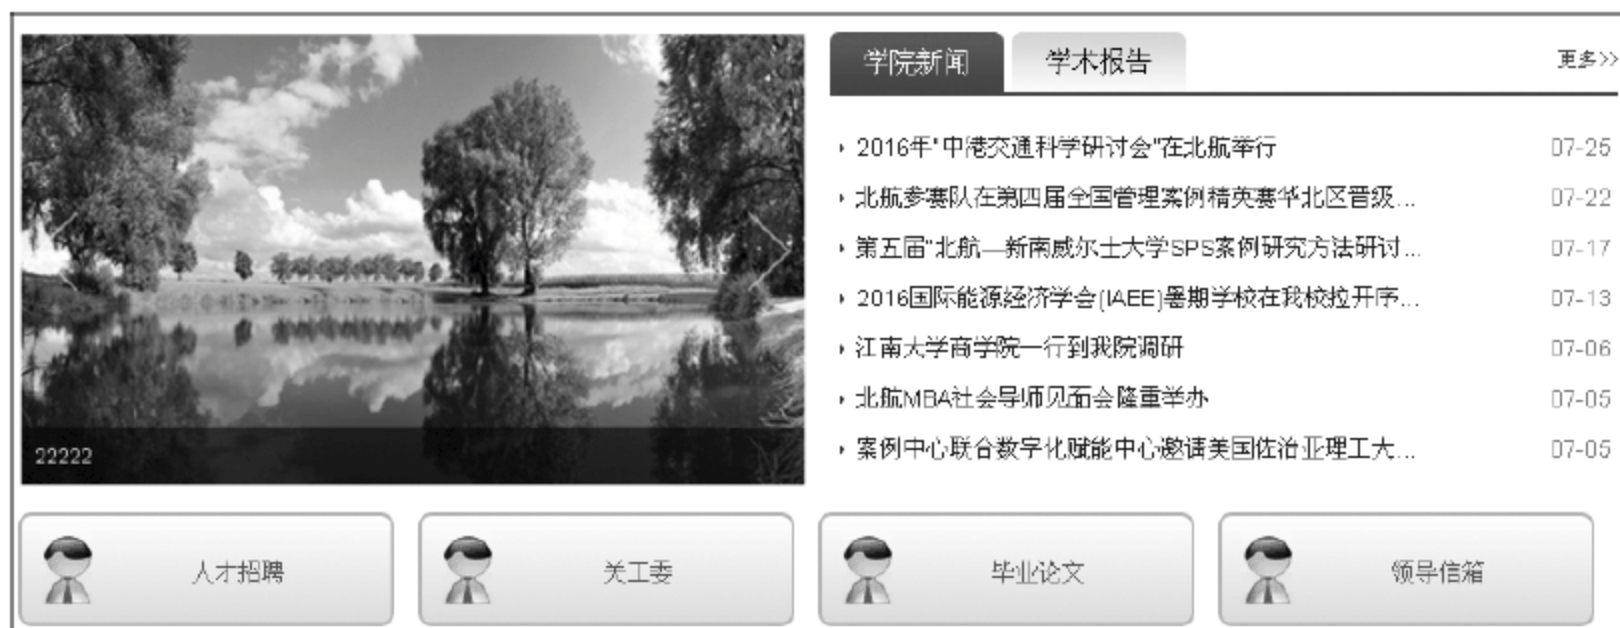 学院新闻 学术报告 更多>>
2016年"中港交通科学研讨会"在北航举行 07-25
北航参赛队在第四届全国管理案例精英赛华北区晋级... 07-22
第五届"北航—新南威尔士大学SPS案例研究方法研讨... 07-17
2016国际能源经济学会(IAEE)暑期学校在我校拉开序... 07-13
江南大学商学院一行到我院调研 07-06
北航MBA社会导师见面会隆重举办 07-05
案例中心联合数字化赋能中心邀请美国佐治亚理工大... 07-05
22222
人才招聘 关工委 毕业论文 领导信箱